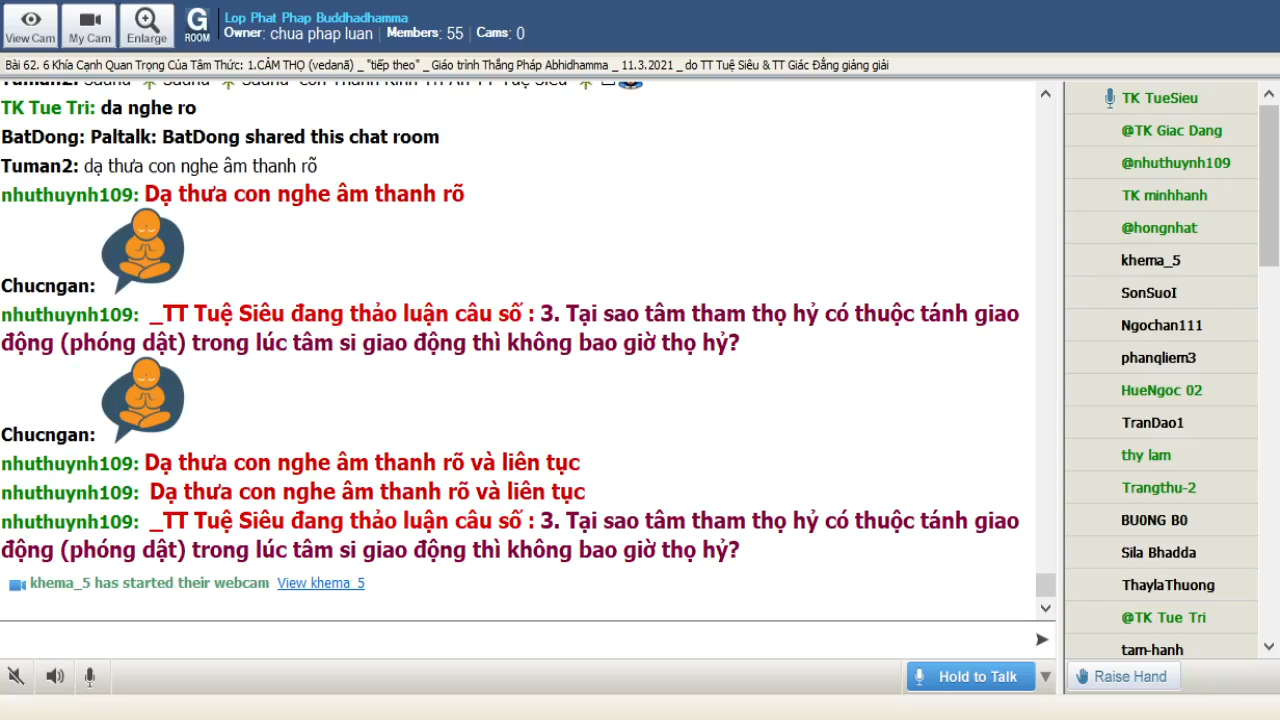 View Cam
My Cam
Enlarge
G
ROOM
Lop Phat Phap Buddhadhamma
Owner: chua phap luan | Members: 55 | Cams: 0
Bài 62. 6 Khía Cạnh Quan Trọng Của Tâm Thức: 1.CẢM THỌ (vedanā) _ "tiếp theo" _ Giáo trình Thắng Pháp Abhidhamma _ 11.3.2021 _ do TT Tuệ Siêu & TT Giác Đẳng giảng giải
TK Tue Tri: da nghe ro
BatDong: Paltalk: BatDong shared this chat room
Tuman2: dạ thưa con nghe âm thanh rõ
nhuthuynh109: Dạ thưa con nghe âm thanh rõ
Chucngan:
nhuthuynh109: _TT Tuệ Siêu đang thảo luận câu số : 3. Tại sao tâm tham thọ hỷ có thuộc tánh giao
động (phóng dật) trong lúc tâm si giao động thì không bao giờ thọ hỷ?
Chucngan:
nhuthuynh109: Dạ thưa con nghe âm thanh rõ và liên tục
nhuthuynh109: Dạ thưa con nghe âm thanh rõ và liên tục
nhuthuynh109: _TT Tuệ Siêu đang thảo luận câu số : 3. Tại sao tâm tham thọ hỷ có thuộc tánh giao
động (phóng dật) trong lúc tâm si giao động thì không bao giờ thọ hỷ?
khema_5 has started their webcam View khema_5
TK TueSieu
@TK Giac Dang
@nhuthuynh109
TK minhhanh
@hongnhat
khema_5
SonSuoI
Ngochan111
phanqliem3
HueNgoc 02
TranDao1
thy lam
Trangthu-2
BU0NG B0
Sila Bhadda
ThaylaThuong
@TK Tue Tri
tam-hanh
Hold to Talk
Raise Hand